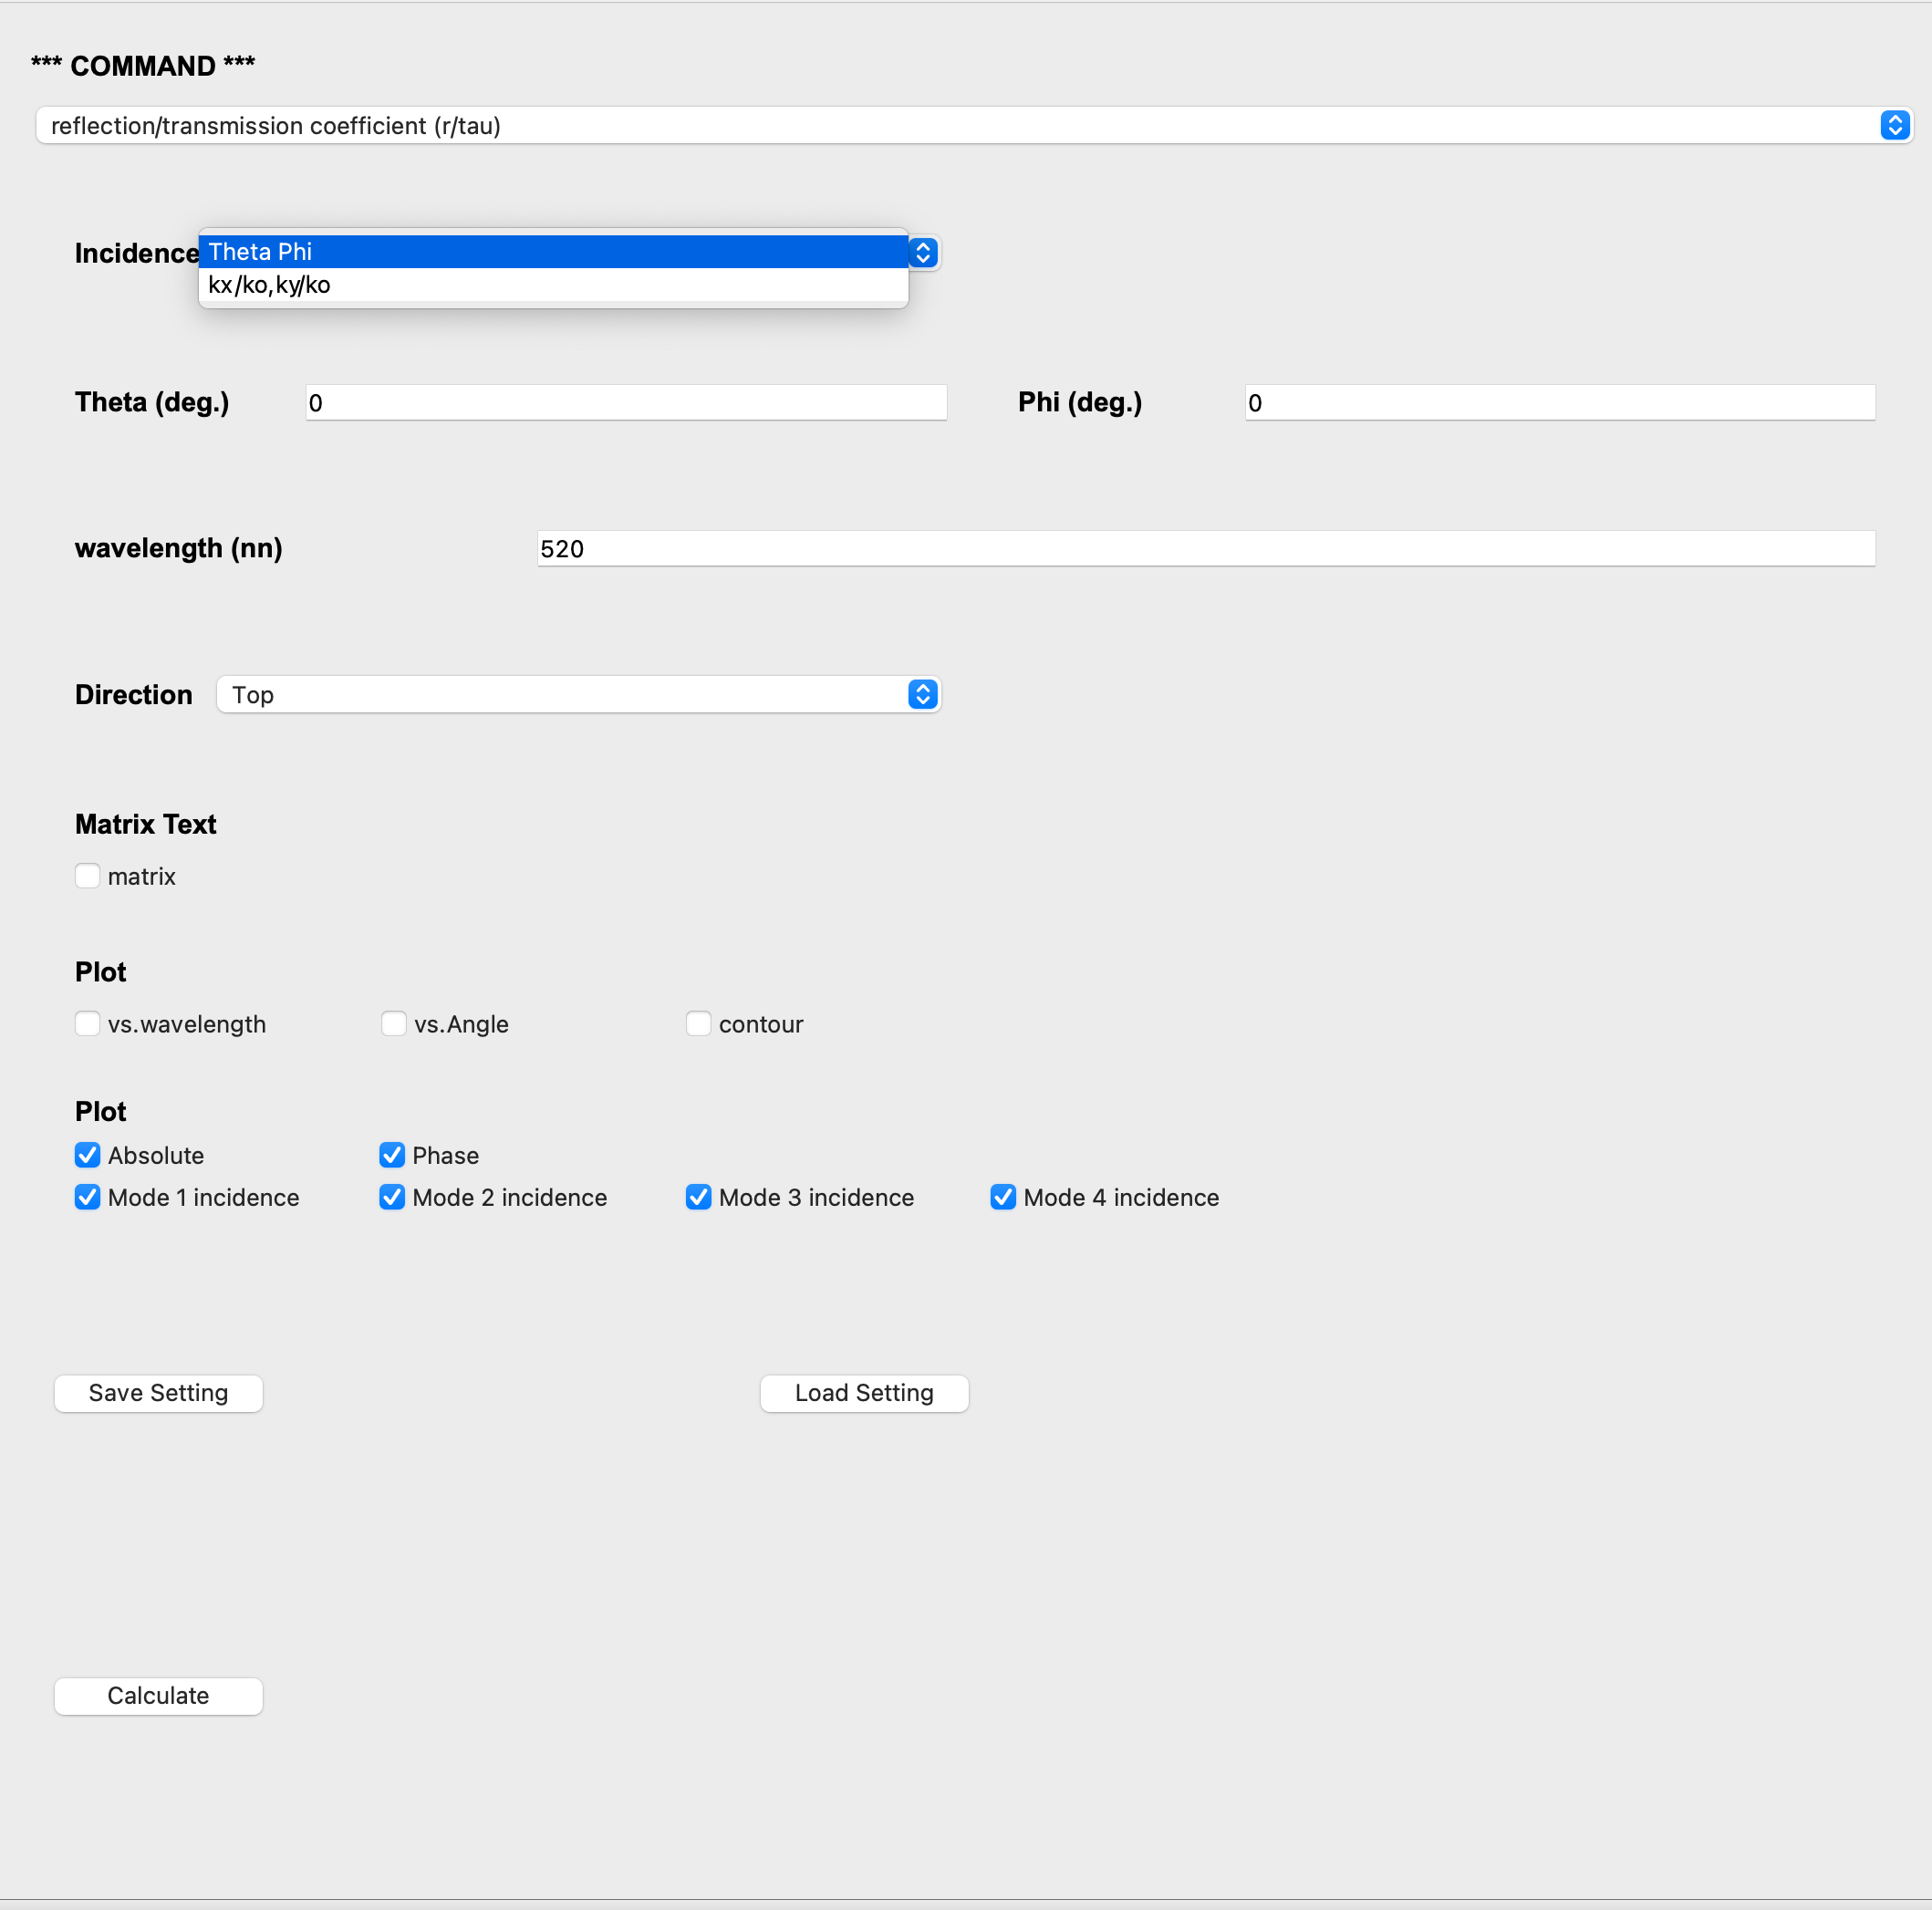 *** COMMAND ***
reflection/transmission coefficient (r/tau)
Incidence Theta Phi
kx/ko,ky/ko
Theta (deg.) 0 Phi (deg.) 0
wavelength (nn) 520
Direction Top
Matrix Text
matrix
Plot
vs.wavelength vs.Angle contour
Plot
Absolute Phase
Mode 1 incidence Mode 2 incidence Mode 3 incidence Mode 4 incidence
Save Setting Load Setting
Calculate